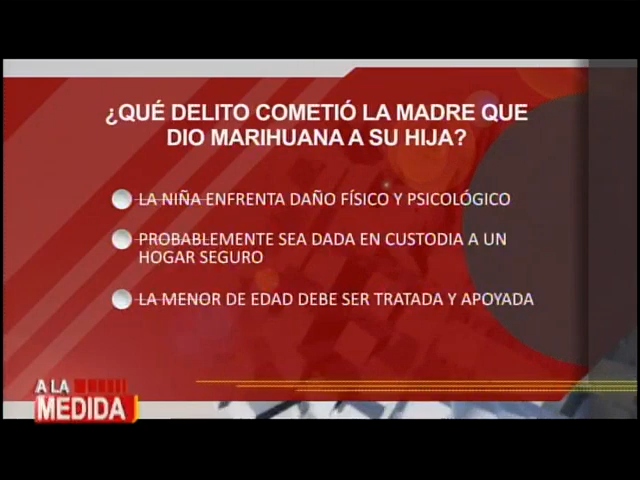 ¿QUÉ DELITO COMETIÓ LA MADRE QUE
DIO MARIHUANA A SU HIJA?
LA NIÑA ENFRENTA DAÑO FÍSICO Y PSICOLÓGICO
PROBABLEMENTE SEA DADA EN CUSTODIA A UN
HOGAR SEGURO
LA MENOR DE EDAD DEBE SER TRATADA Y APOYADA
A LA
MEDIDA